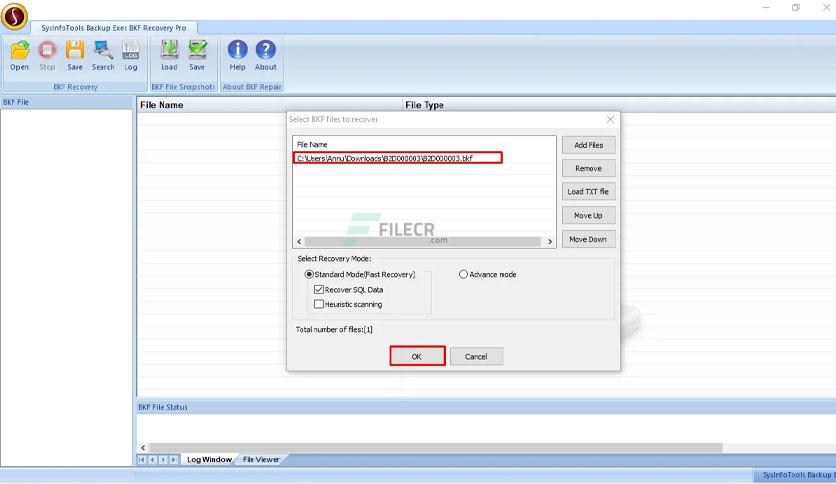 SysInfoTools Backup Exec BKF Recovery Pro
Open Stop Save Search Log Load Save Help About
BKF Recovery BKF File Snapshots About BKF Repair
BKF File
File Name File Type
Select BKF files to recover
File Name
C:\Users\Annu\Downloads\B2D000003\B2D000003.bkf
Add Files
Remove
Load TXT file
Move Up
Move Down
FILECR
.com
Select Recovery Mode:
Standard Mode(Fast Recovery) Advance mode
Recover SQL Data
Heuristic scanning
Total number of files:[1]
OK Cancel
BKF File Status
Log Window File Viewer
SysInfoTools Backup E